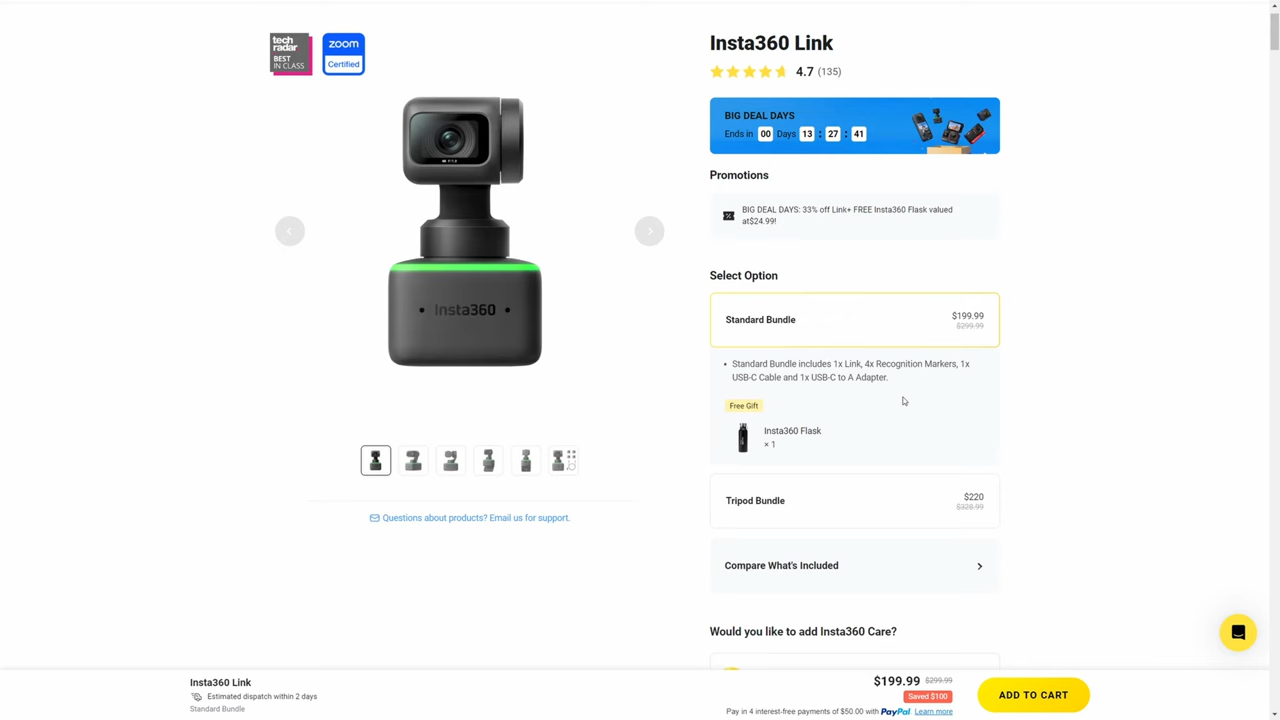 tech
radar
BEST
IN CLASS
zoom
Certified
Insta360
Questions about products? Email us for support.
Insta360 Link
4.7 (135)
BIG DEAL DAYS
Ends in 00 Days 13 : 27 : 41
Promotions
BIG DEAL DAYS: 33% off Link+ FREE Insta360 Flask valued
at$24.99!
Select Option
Standard Bundle $199.99
$299.99
Standard Bundle includes 1x Link, 4x Recognition Markers, 1x
USB-C Cable and 1x USB-C to A Adapter.
Free Gift
Insta360 Flask
× 1
Tripod Bundle $220
$328.99
Compare What's Included
Would you like to add Insta360 Care?
Insta360 Link
Estimated dispatch within 2 days
Standard Bundle
$199.99 $299.99
Saved $100
Pay in 4 interest-free payments of $50.00 with PayPal Learn more
ADD TO CART